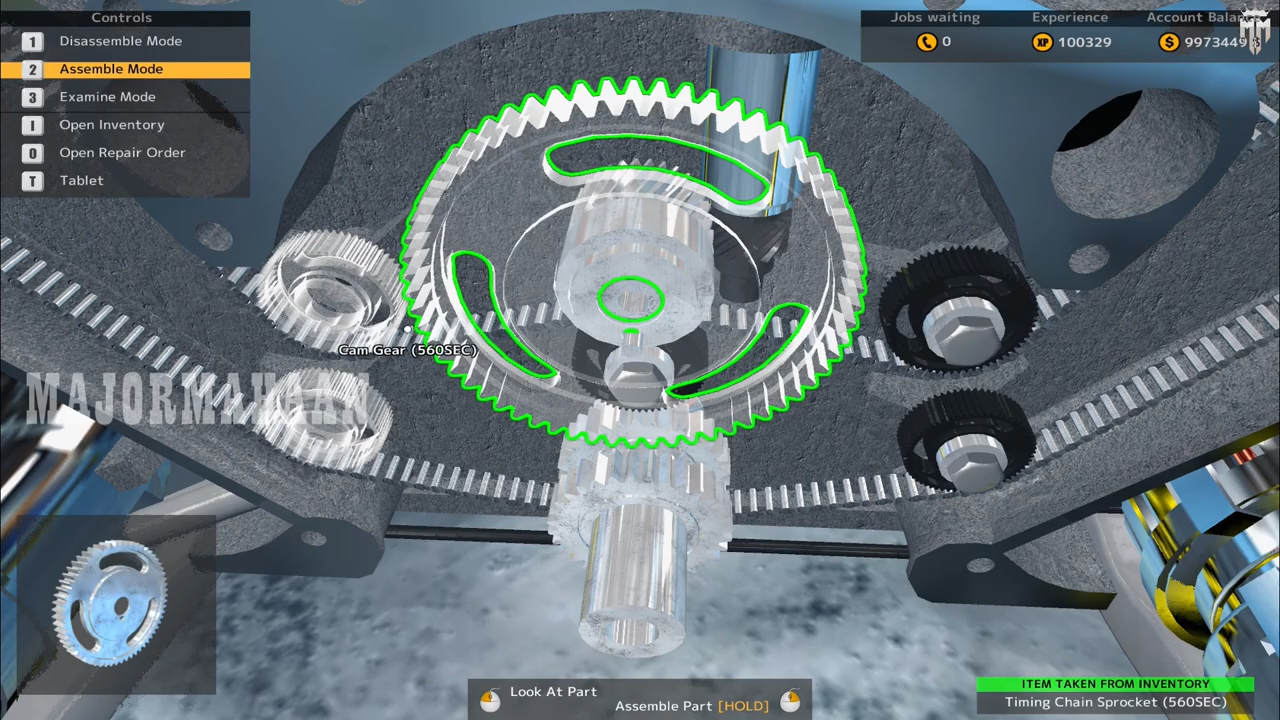 Controls
1 Disassemble Mode
2 Assemble Mode
3 Examine Mode
I Open Inventory
O Open Repair Order
T Tablet
Jobs waiting Experience Account Balance
0 XP 100329 $ 9973449
MM
Cam Gear (560SEC)
MAJORMAHAAN
Look At Part
Assemble Part [HOLD]
ITEM TAKEN FROM INVENTORY
Timing Chain Sprocket (560SEC)